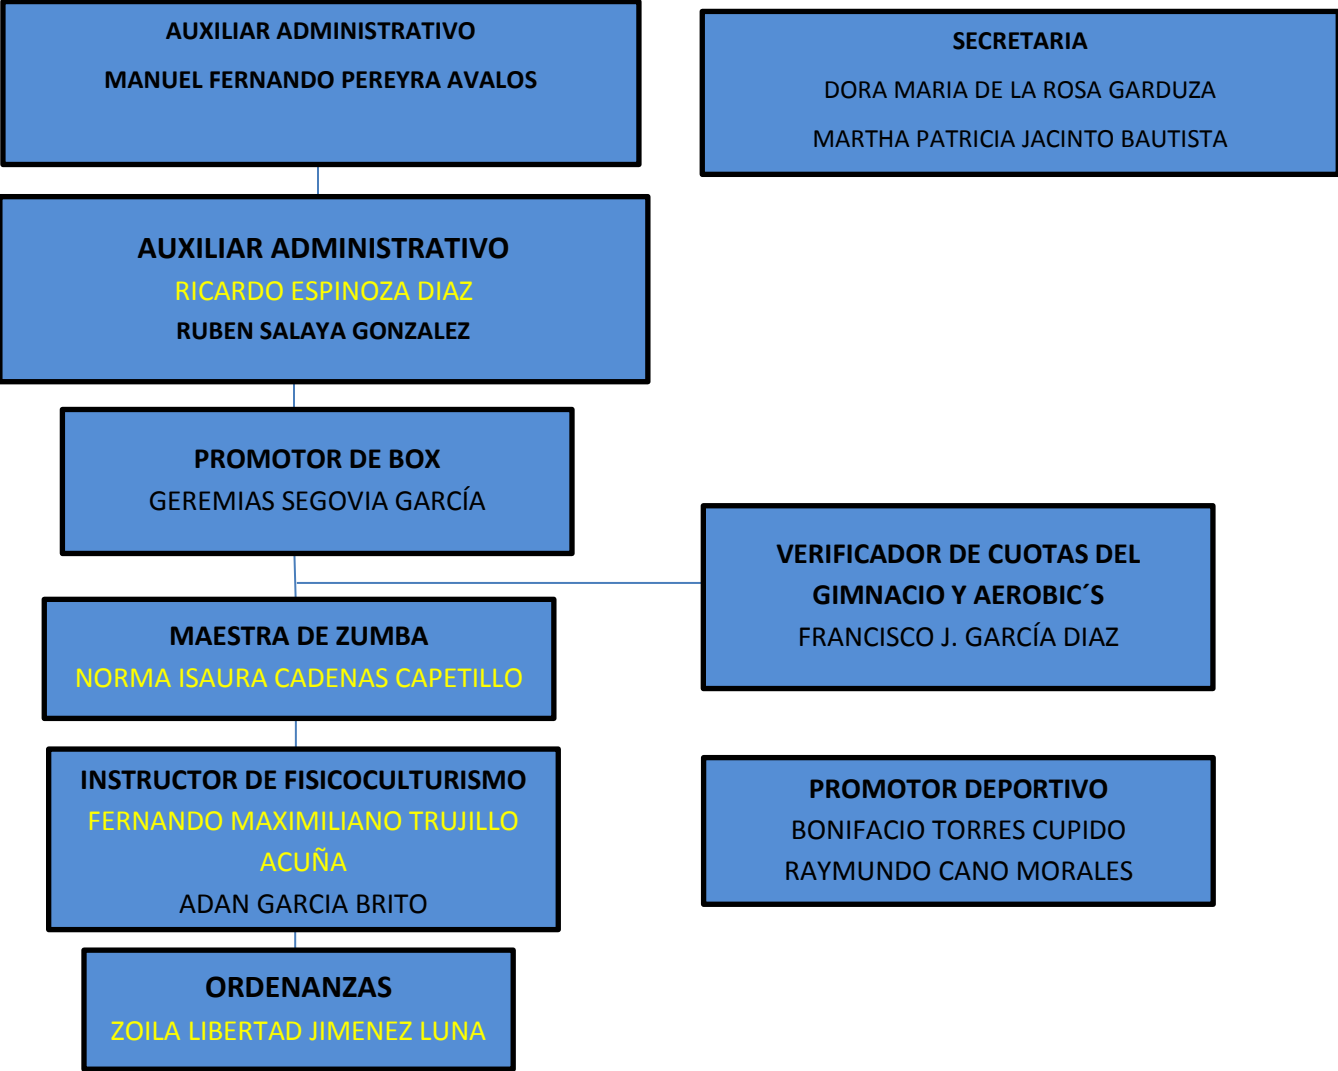 AUXILIAR ADMINISTRATIVO
MANUEL FERNANDO PEREYRA AVALOS
SECRETARIA
DORA MARIA DE LA ROSA GARDUZA
MARTHA PATRICIA JACINTO BAUTISTA
AUXILIAR ADMINISTRATIVO
RICARDO ESPINOZA DIAZ
RUBEN SALAYA GONZALEZ
PROMOTOR DE BOX
GEREMIAS SEGOVIA GARCÍA
VERIFICADOR DE CUOTAS DEL
GIMNACIO Y AEROBIC´S
FRANCISCO J. GARCÍA DIAZ
MAESTRA DE ZUMBA
NORMA ISAURA CADENAS CAPETILLO
INSTRUCTOR DE FISICOCULTURISMO
FERNANDO MAXIMILIANO TRUJILLO
ACUÑA
ADAN GARCIA BRITO
PROMOTOR DEPORTIVO
BONIFACIO TORRES CUPIDO
RAYMUNDO CANO MORALES
ORDENANZAS
ZOILA LIBERTAD JIMENEZ LUNA